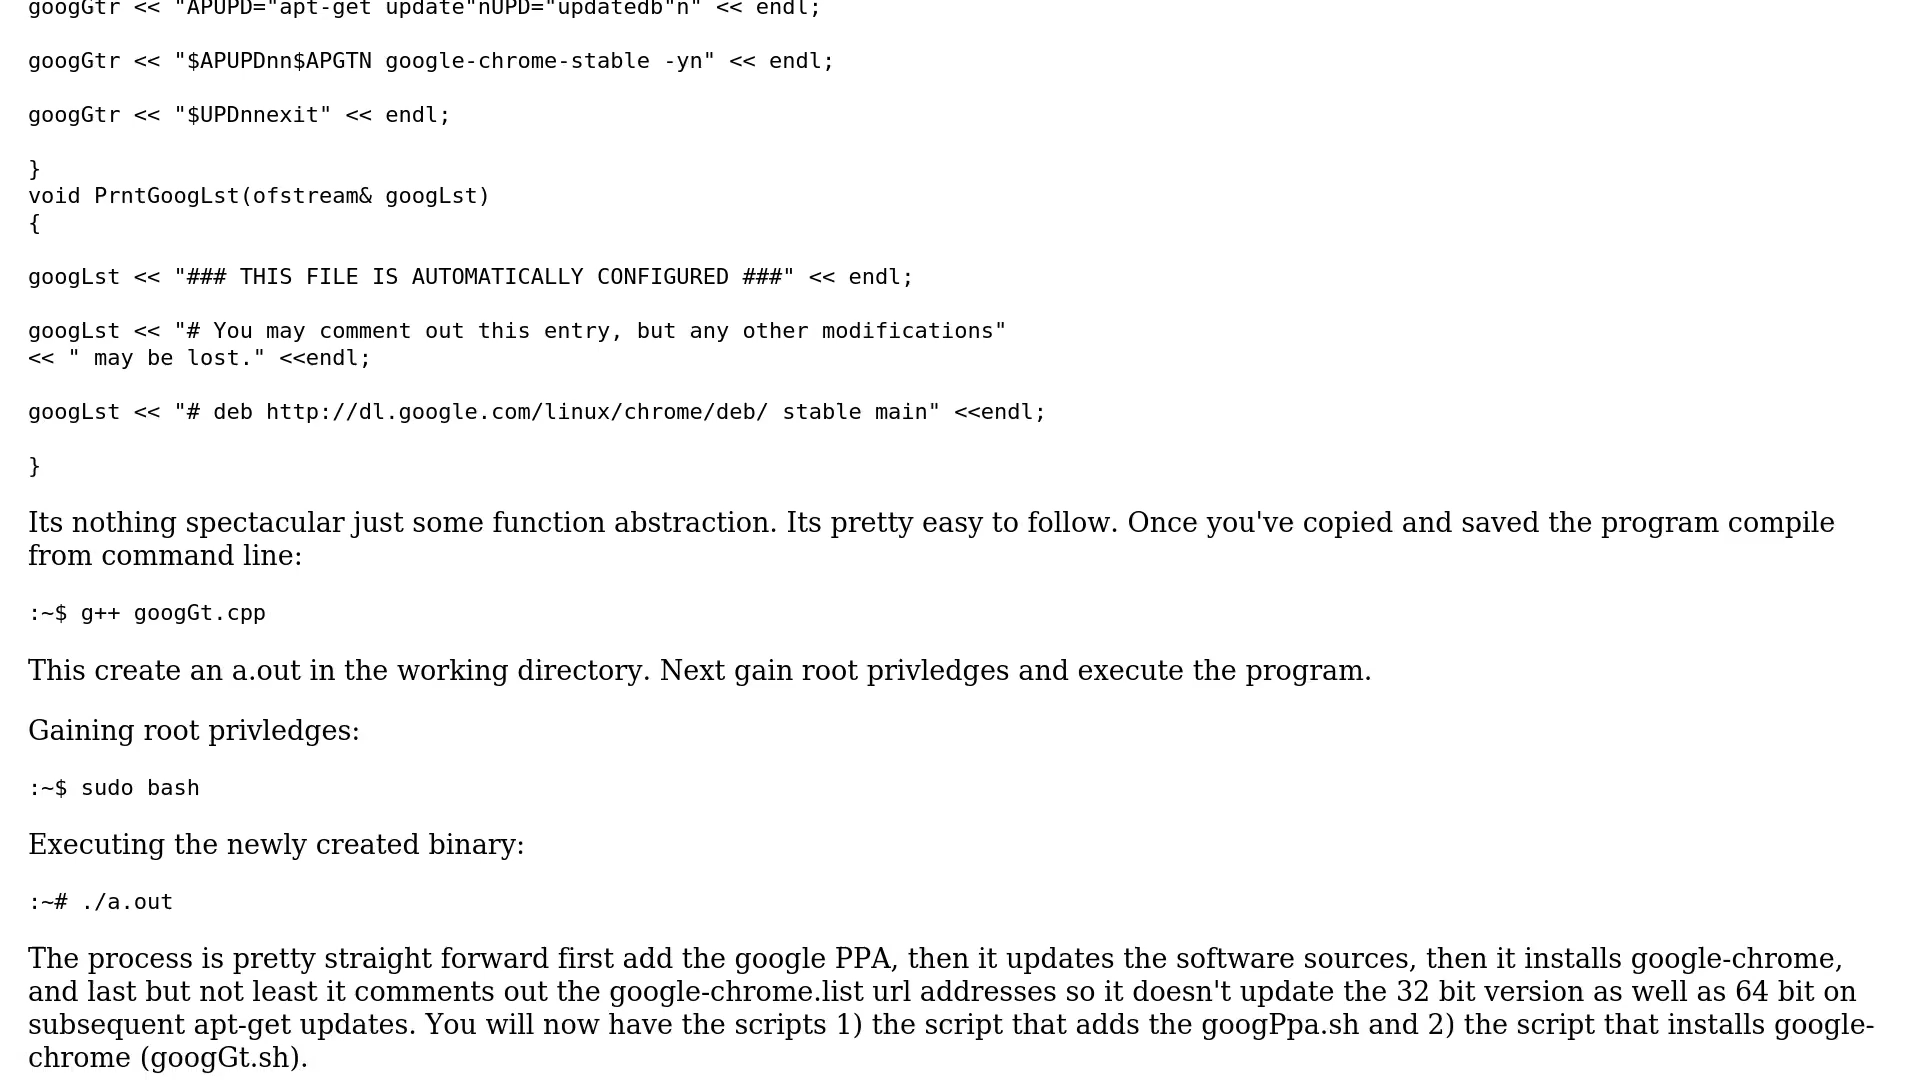 googGtr << "APUPD="apt-get update"nUPD="updatedb"n" << endl;
googGtr << "$APUPDnn$APGTN google-chrome-stable -yn" << endl;
googGtr << "$UPDnnexit" << endl;
}
void PrntGoogLst(ofstream& googLst)
{
googLst << "### THIS FILE IS AUTOMATICALLY CONFIGURED ###" << endl;
googLst << "# You may comment out this entry, but any other modifications"
<< " may be lost." <<endl;
googLst << "# deb http://dl.google.com/linux/chrome/deb/ stable main" <<endl;
}
Its nothing spectacular just some function abstraction. Its pretty easy to follow. Once you've copied and saved the program compile
from command line:
:~$ g++ googGt.cpp
This create an a.out in the working directory. Next gain root privledges and execute the program.
Gaining root privledges:
:~$ sudo bash
Executing the newly created binary:
:~# ./a.out
The process is pretty straight forward first add the google PPA, then it updates the software sources, then it installs google-chrome,
and last but not least it comments out the google-chrome.list url addresses so it doesn't update the 32 bit version as well as 64 bit on
subsequent apt-get updates. You will now have the scripts 1) the script that adds the googPpa.sh and 2) the script that installs google-
chrome (googGt.sh).